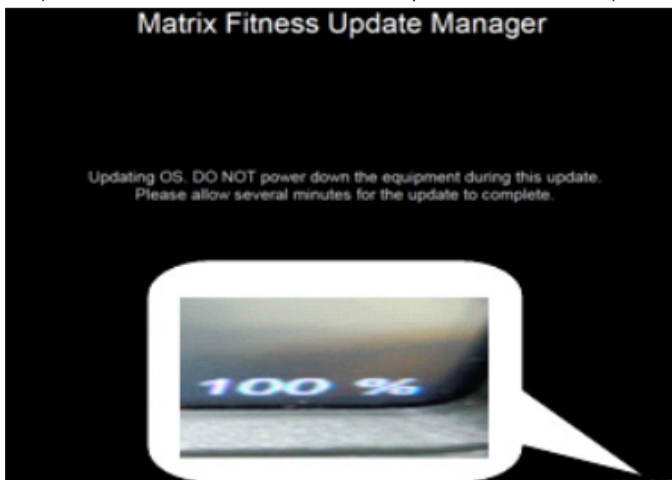 Matrix Fitness Update Manager
Updating OS. DO NOT power down the equipment during this update.
Please allow several minutes for the update to complete.
100 %